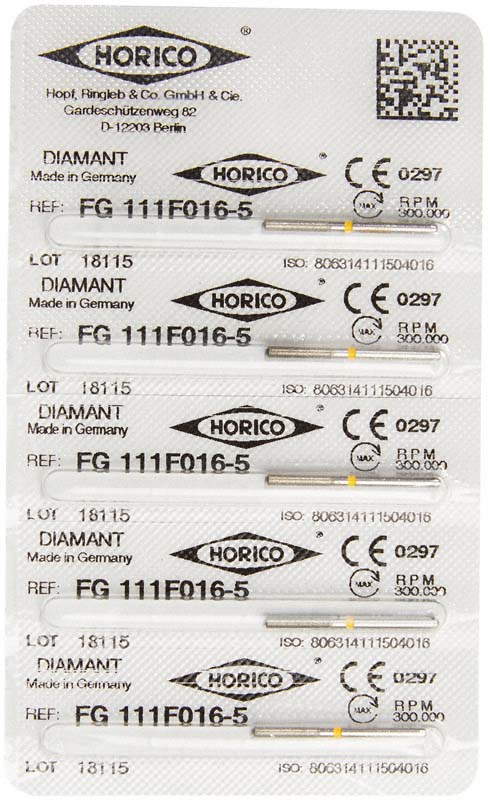 HORICO ®
Hopf, Ringleb & Co. GmbH & Cie.
Gardeschützenweg 82
D-12203 Berlin
DIAMANT HORICO ® CE 0297
Made in Germany
REF: FG 111F016-5 MAX RPM 300.000
LOT 18115 ISO: 806314111504016
DIAMANT HORICO ® CE 0297
Made in Germany
REF: FG 111F016-5 MAX RPM 300.000
LOT 18115 ISO: 806314111504016
DIAMANT HORICO ® CE 0297
Made in Germany
REF: FG 111F016-5 MAX RPM 300.000
LOT 18115 ISO: 806314111504016
DIAMANT HORICO ® CE 0297
Made in Germany
REF: FG 111F016-5 MAX RPM 300.000
LOT 18115 ISO: 806314111504016
DIAMANT HORICO ® CE 0297
Made in Germany
REF: FG 111F016-5 MAX RPM 300.000
LOT 18115 ISO: 806314111504016